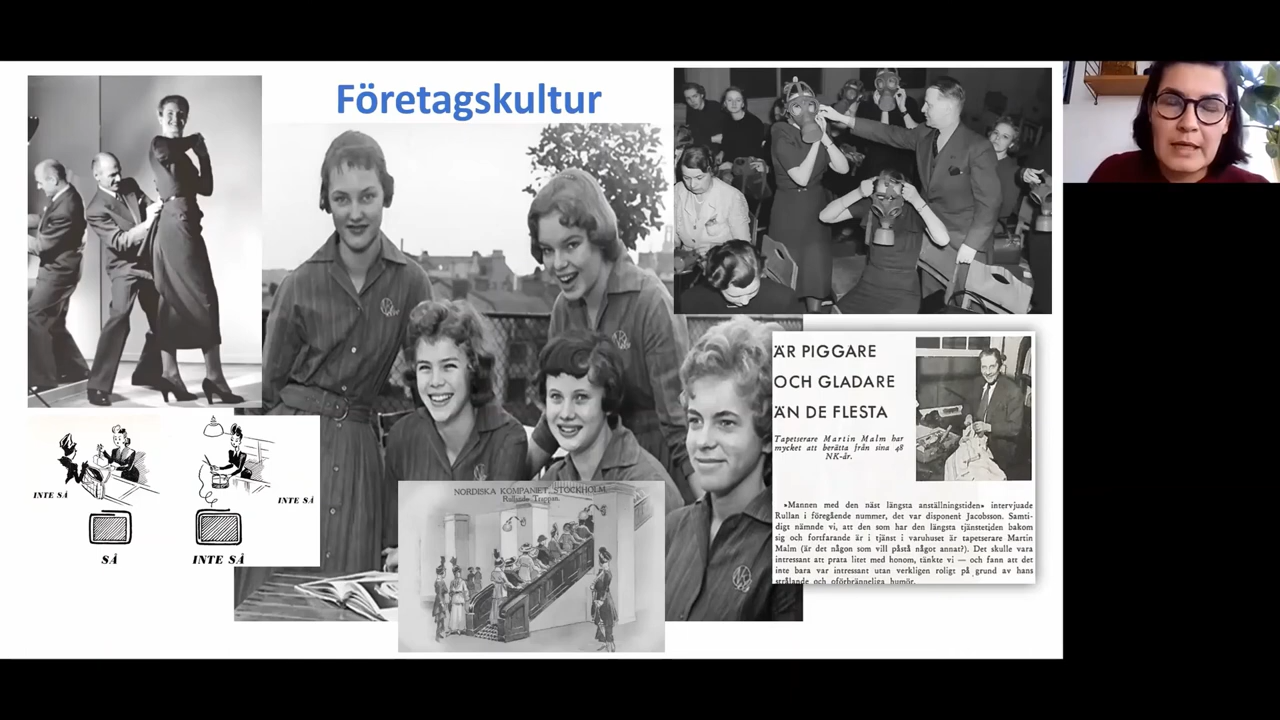 Företagskultur
ÄR PIGGARE
OCH GLADARE
ÄN DE FLESTA
Tapetserare Martin Malm har
mycket att berätta från sina 48
NK-år.
»Mannen med den näst längsta anställningstiden» intervjuade
Rullan i föregående nummer, det var disponent Jacobsson. Samti-
digt nämnde vi, att den som har den längsta tjänstetiden bakom
sig och fortfarande är i tjänst i varuhuset är tapetserare Martin
Malm (är det någon som vill påstå något annat?). Det skulle vara
intressant att prata litet med honom, tänkte vi — och fann att det
inte bara var intressant utan verkligen roligt på grund av hans
strålande och oförbränneliga humör.
INTE SÅ
INTE SÅ
SÅ
INTE SÅ
NORDISKA KOMPANIET, STOCKHOLM.
Rullande Trappan.